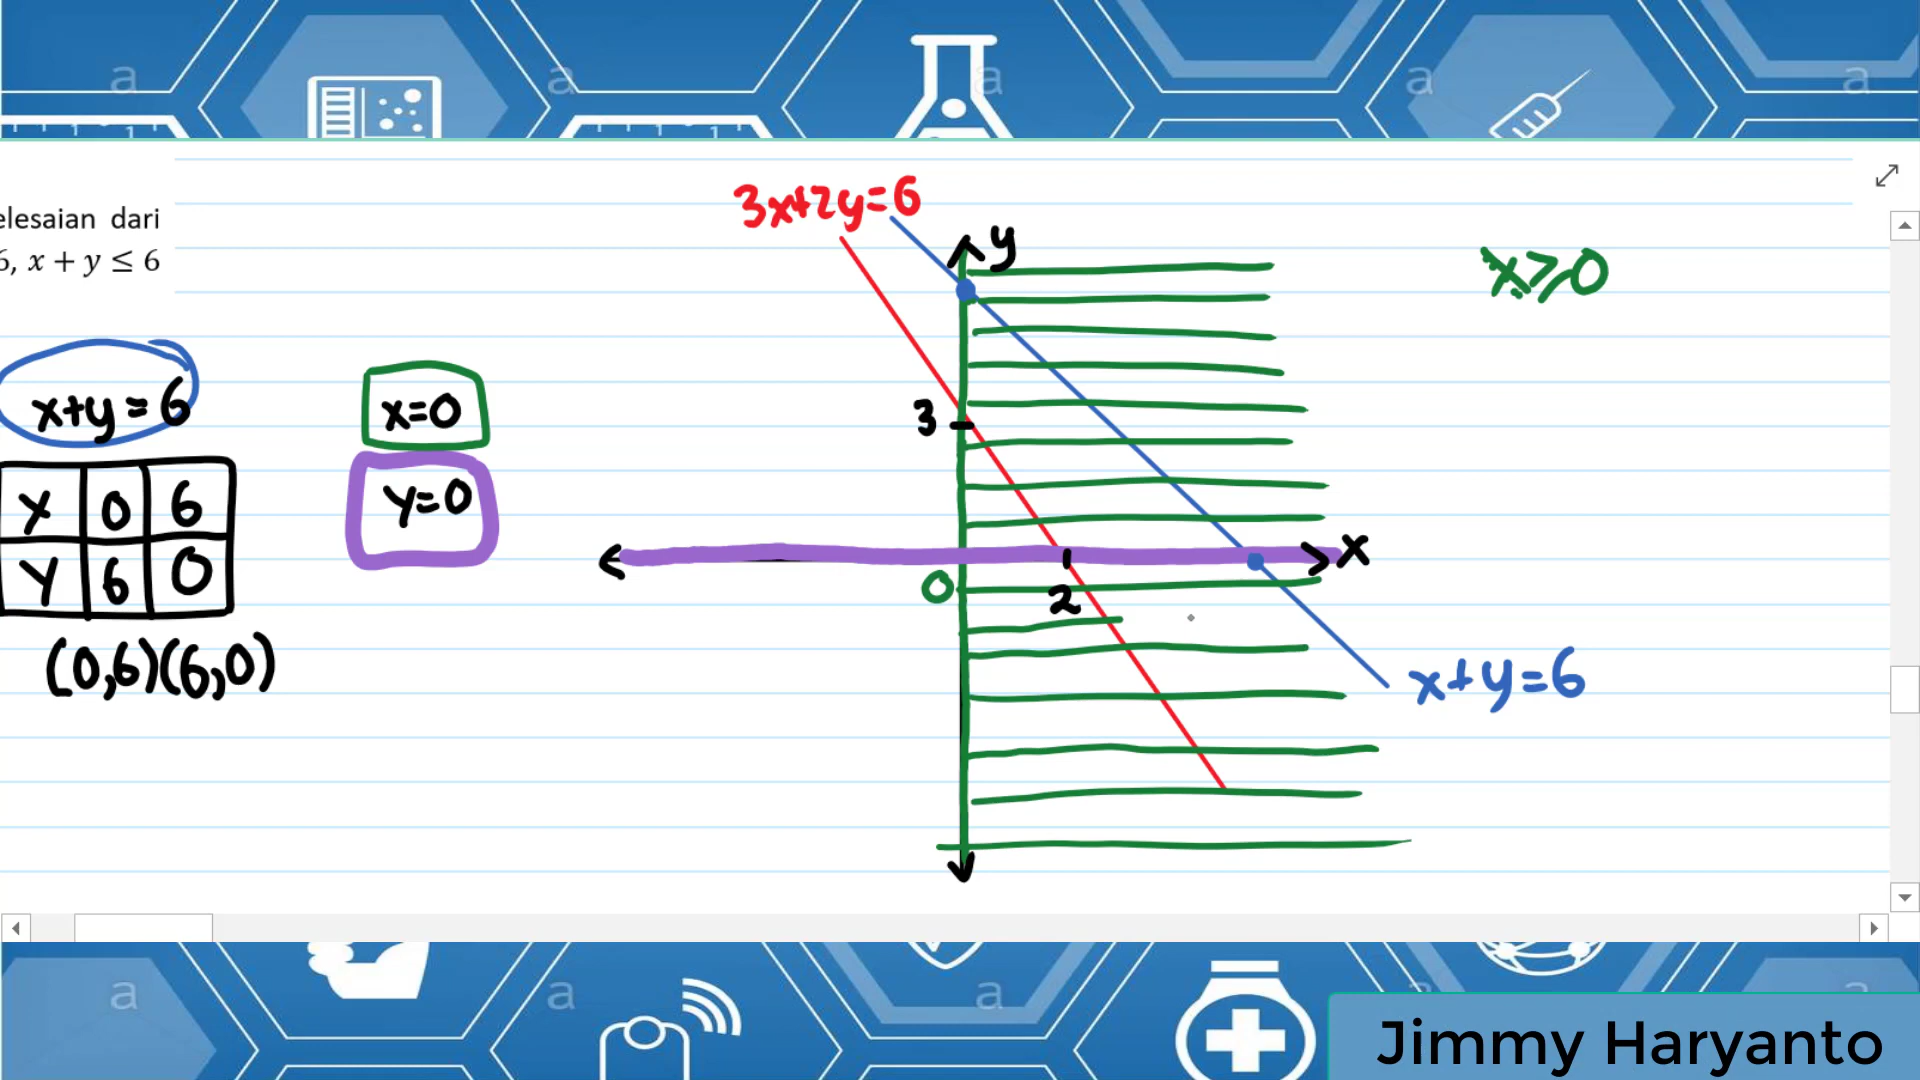 elesaian dari
6, x + y ≤ 6
3x+2y=6
y
x≥0
x+y=6
x=0
3
y=0
X 0 6
Y 6 0
x
0
2
(0,6)(6,0)
x+y=6
Jimmy Haryanto
a a a a a
a a a a